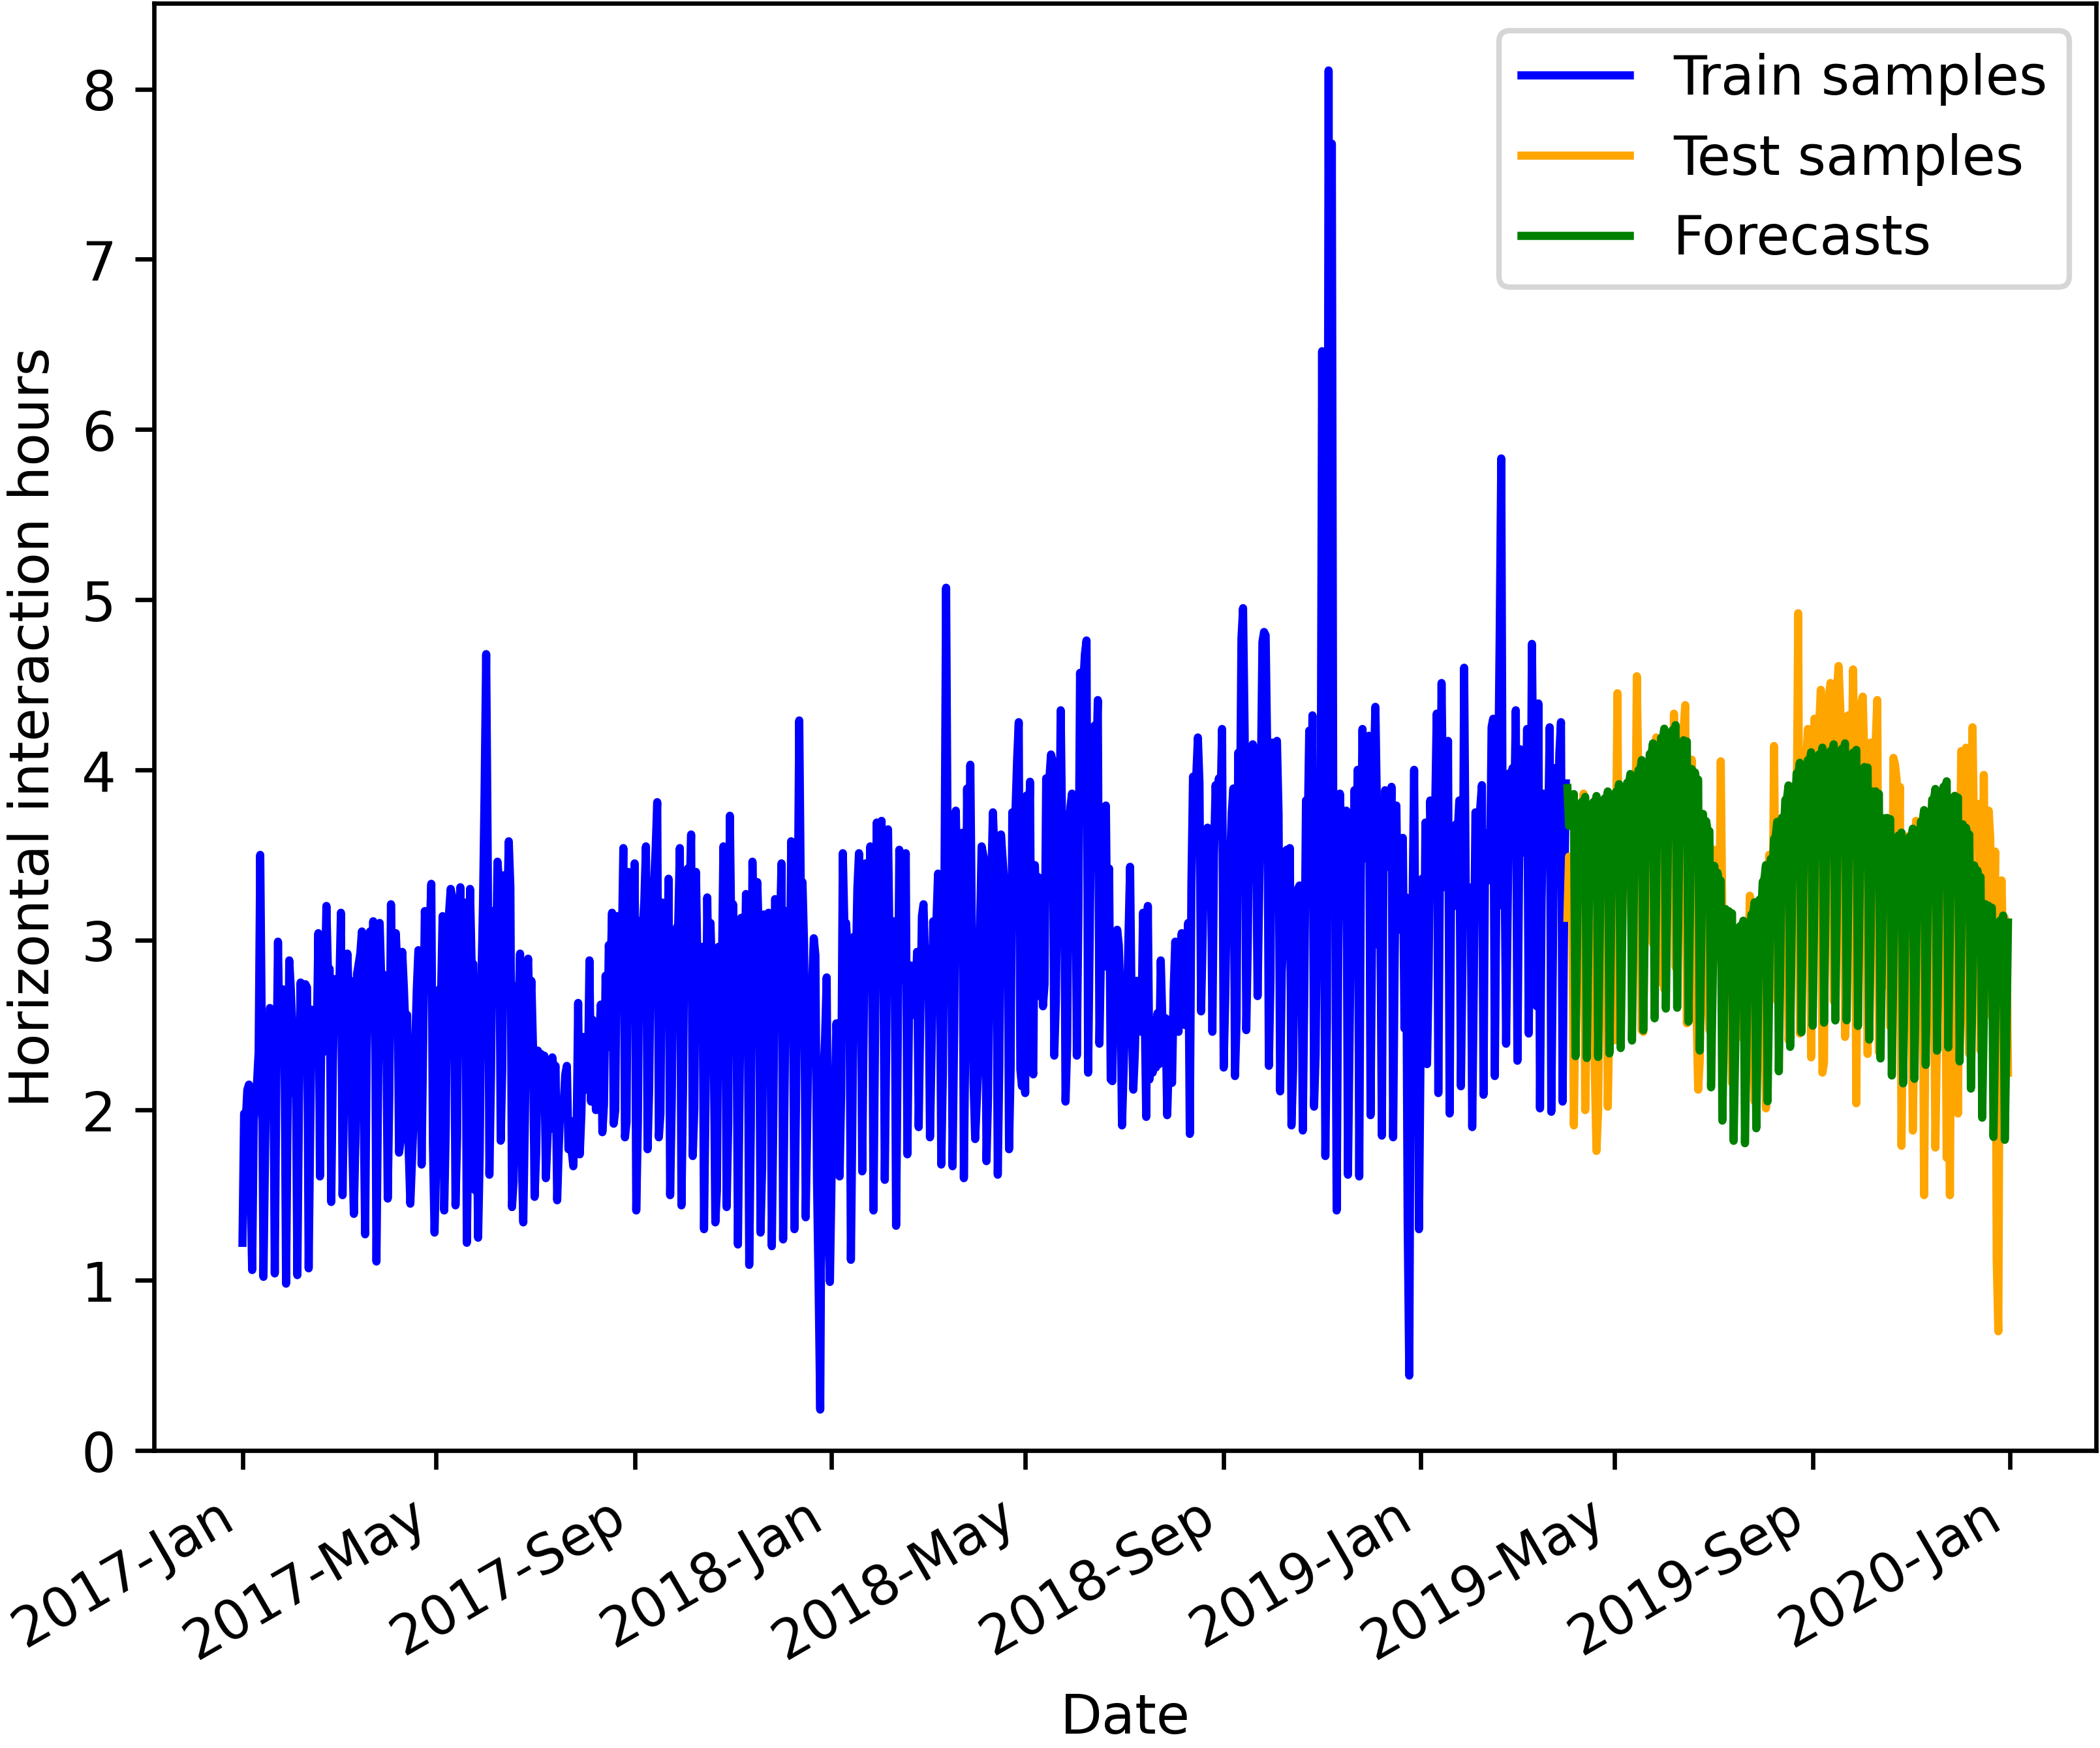 Train samples
Test samples
Forecasts
Horizontal interaction hours
8
7
6
5
4
3
2
1
0
2017-Jan
2017-May
2017-Sep
2018-Jan
2018-May
2018-Sep
2019-Jan
2019-May
2019-Sep
2020-Jan
Date